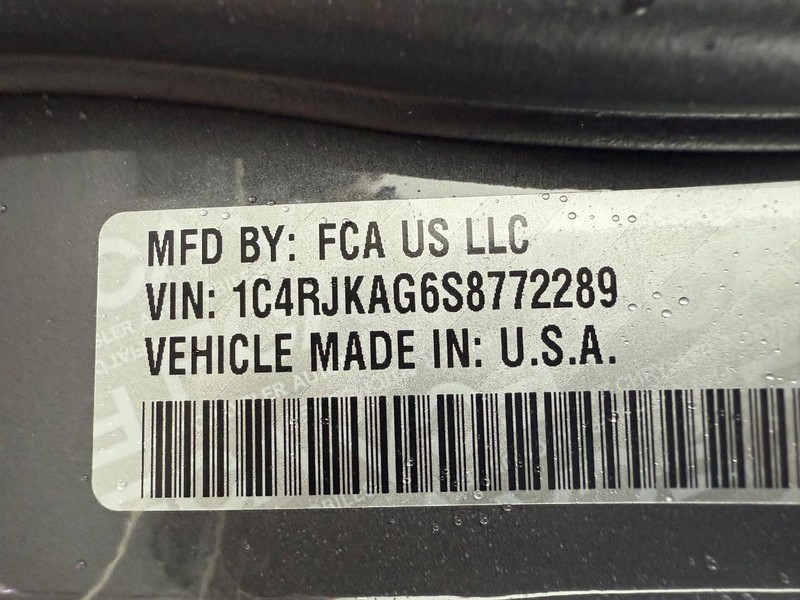 MFD BY: FCA US LLC
VIN: 1C4RJKAG6S8772289
VEHICLE MADE IN: U.S.A.